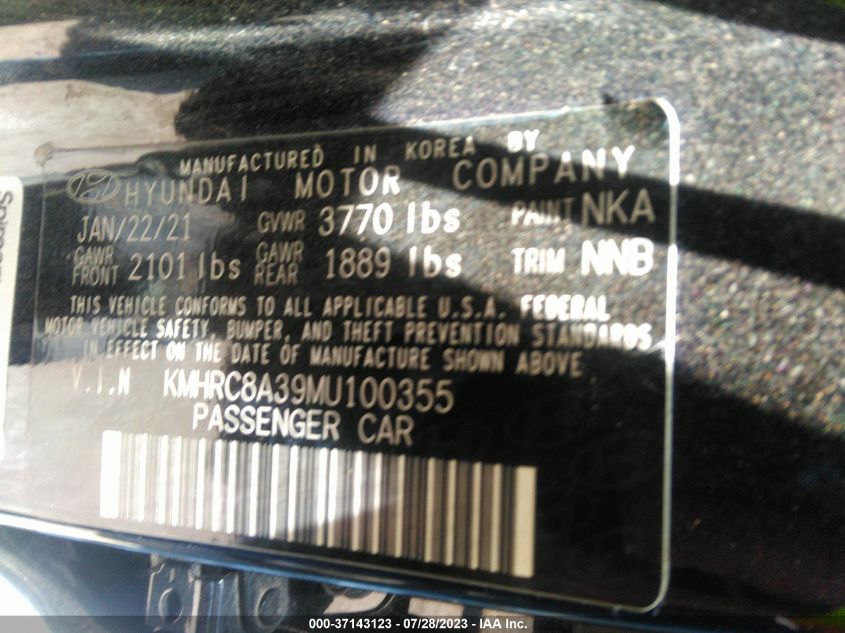 MANUFACTURED IN KOREA BY
HYUNDAI MOTOR COMPANY
JAN/22/21 GVWR 3770 lbs PAINT NKA
GAWR FRONT 2101 lbs GAWR REAR 1889 lbs TRIM NNB
THIS VEHICLE CONFORMS TO ALL APPLICABLE U.S.A. FEDERAL
MOTOR VEHICLE SAFETY, BUMPER, AND THEFT PREVENTION STANDARDS
IN EFFECT ON THE DATE OF MANUFACTURE SHOWN ABOVE
V.I.N KMHRC8A39MU100355
PASSENGER CAR
000-37143123 / 07/28/2023 - IAA Inc.